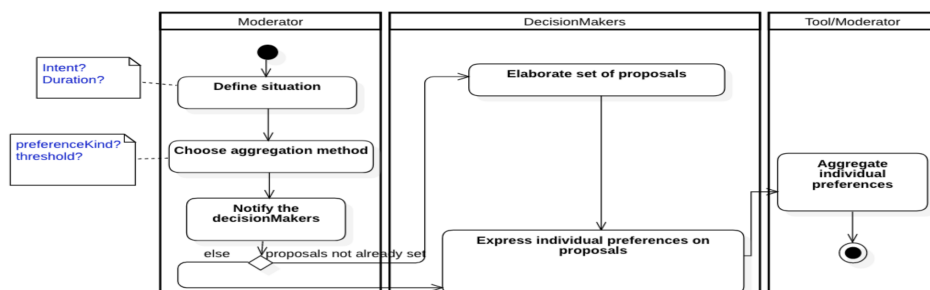 Moderator
DecisionMakers
Tool/Moderator
Intent?
Duration?
Define situation
Elaborate set of proposals
preferenceKind?
threshold?
Choose aggregation method
Aggregate
individual
preferences
Notify the
decisionMakers
Express individual preferences on
proposals
else
proposals not already set